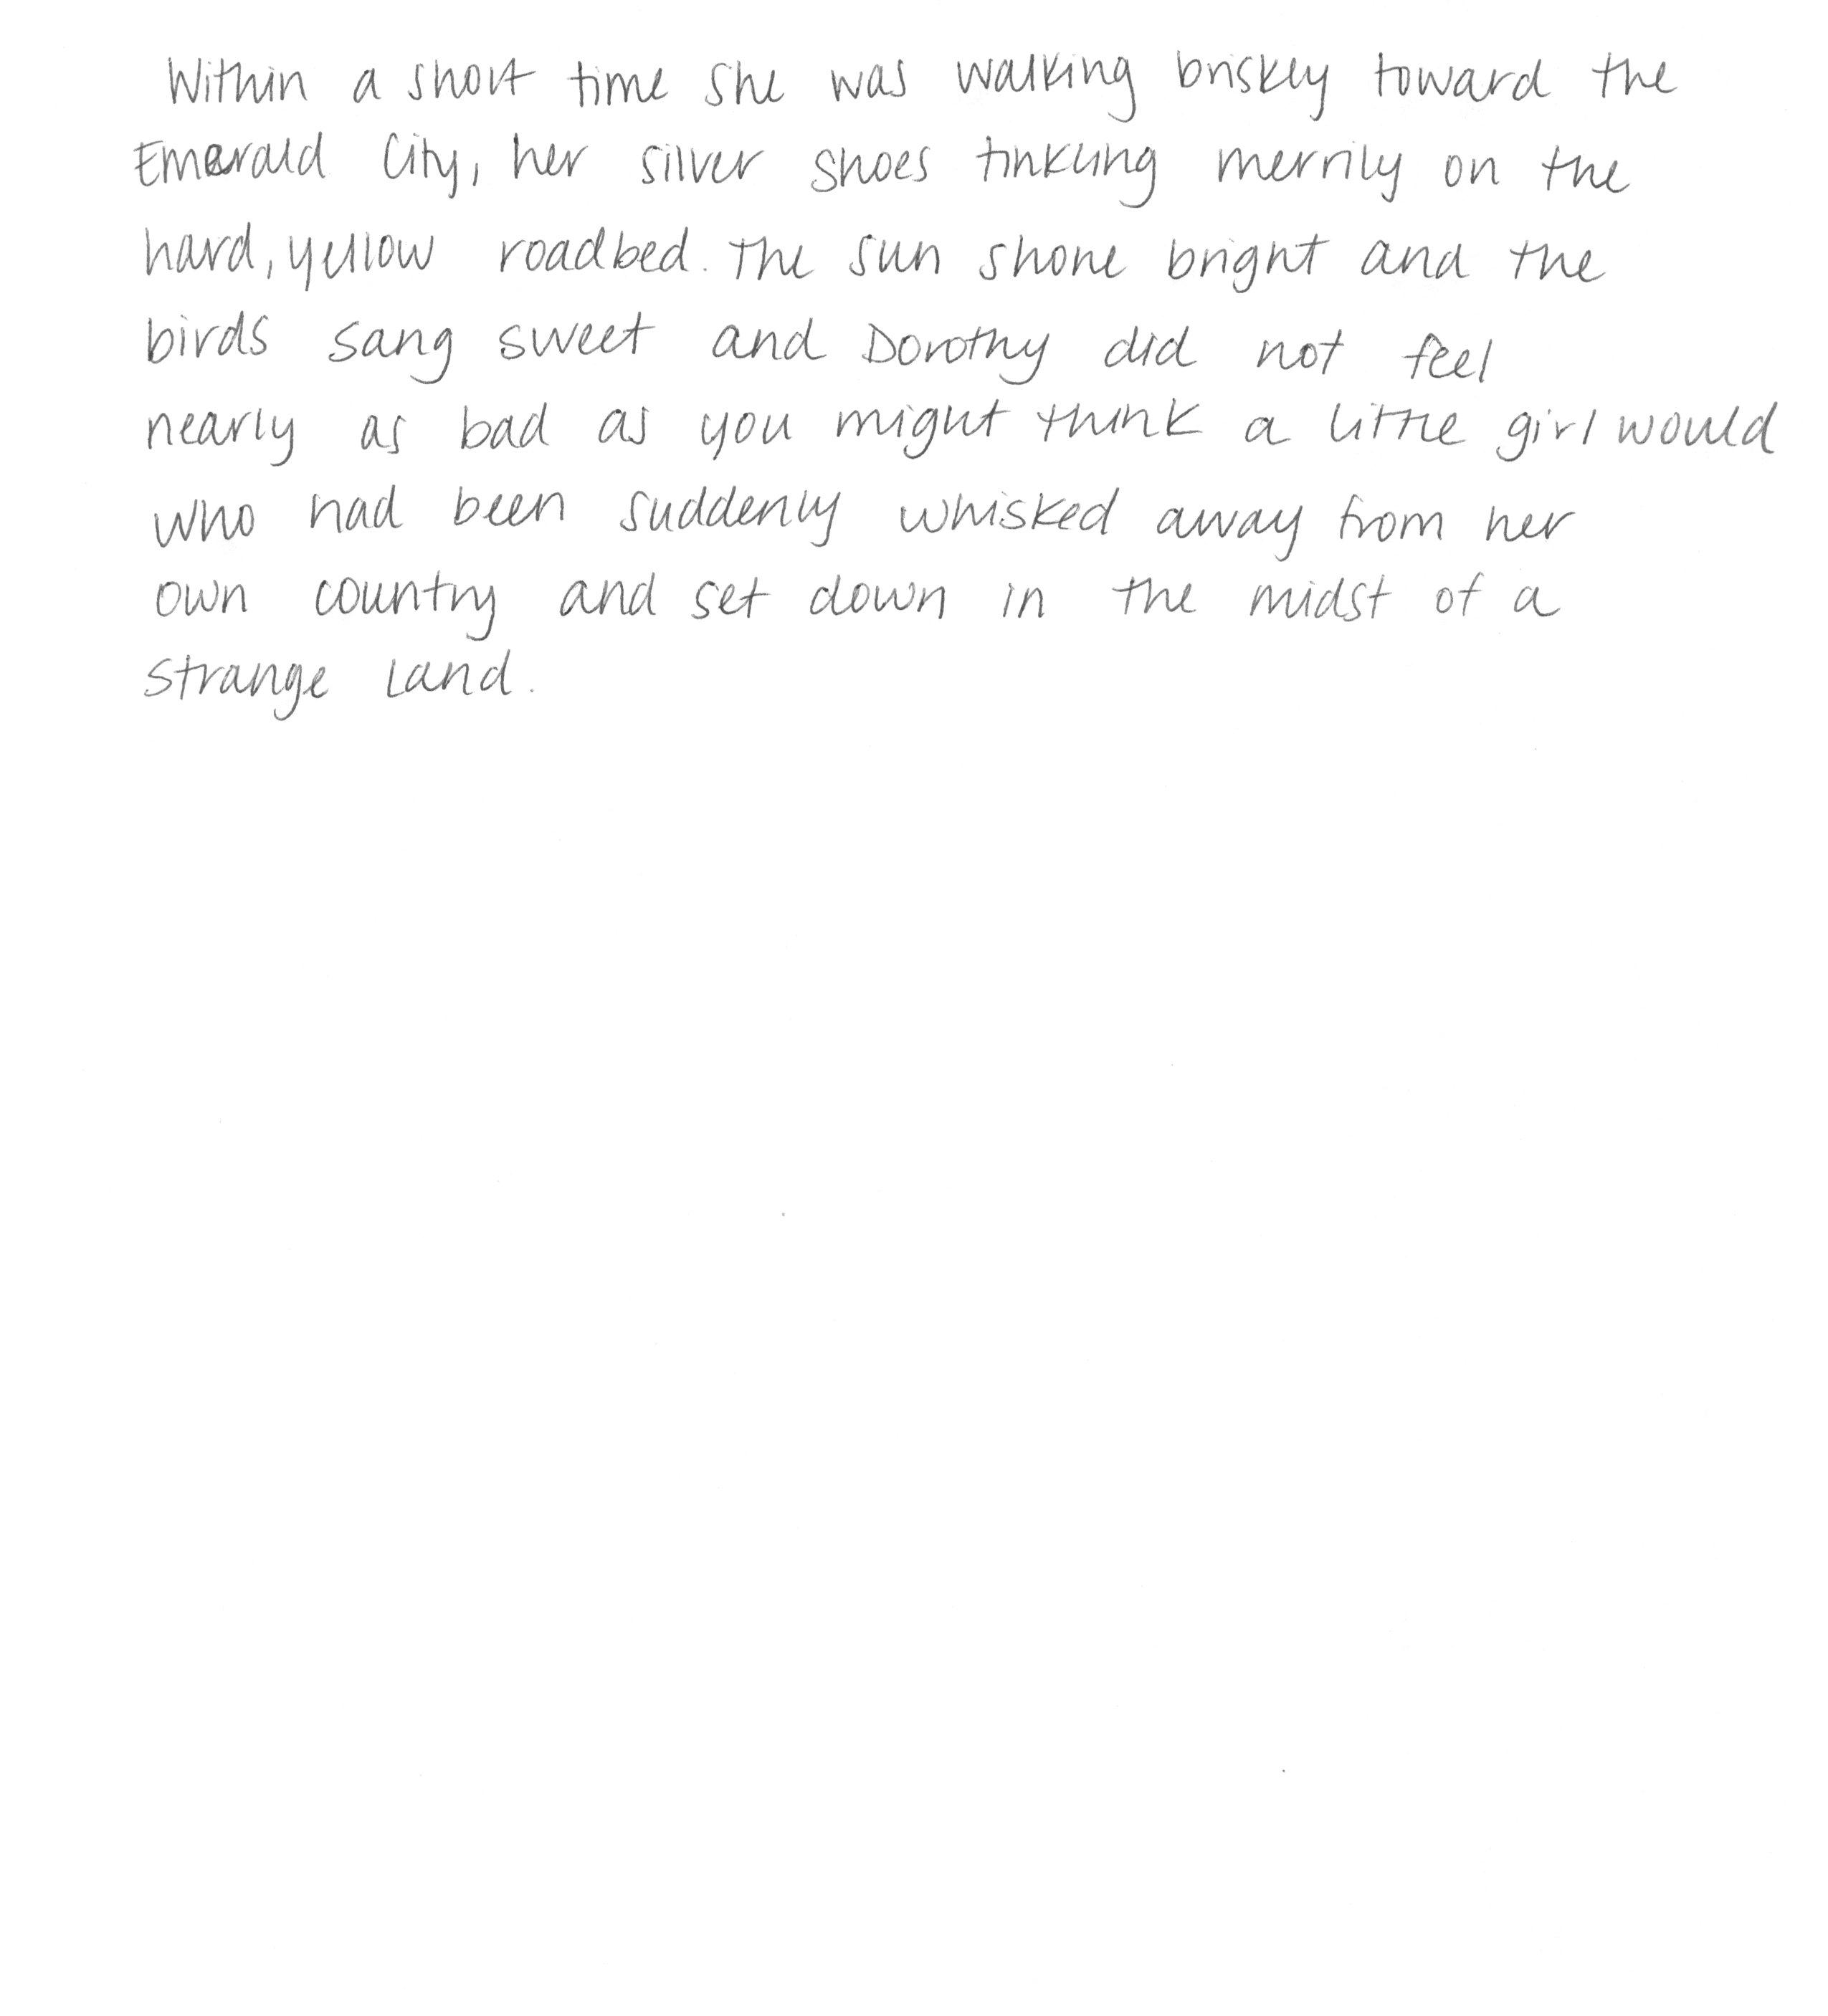 Within a short time she was walking briskly toward the
Emerald City, her silver shoes tinkling merrily on the
hard, yellow roadbed. The sun shone bright and the
birds sang sweet and Dorothy did not feel
nearly as bad as you might think a little girl would
who had been suddenly whisked away from her
own country and set down in the midst of a
strange land.